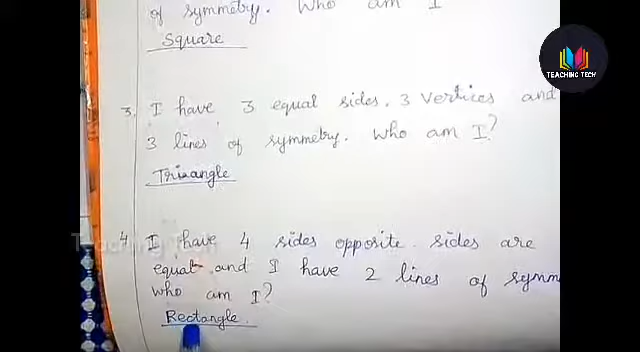 of symmetry. Who am I
Square
TEACHING TECH
3. I have 3 equal sides. 3 vertices and
3 lines of symmetry. Who am I?
Triangle
Teaching Tech
4. I have 4 sides opposite sides are
equal and I have 2 lines of symm
who am I?
Rectangle.